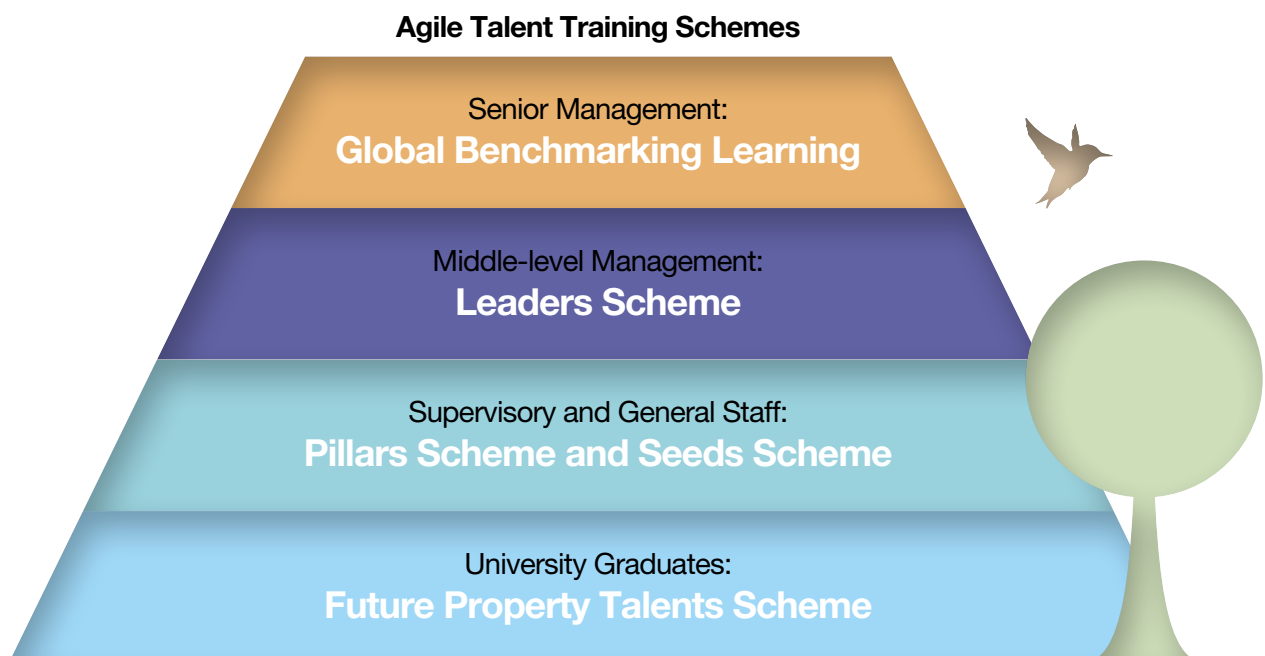 Agile Talent Training Schemes
Senior Management:
Global Benchmarking Learning
Middle-level Management:
Leaders Scheme
Supervisory and General Staff:
Pillars Scheme and Seeds Scheme
University Graduates:
Future Property Talents Scheme